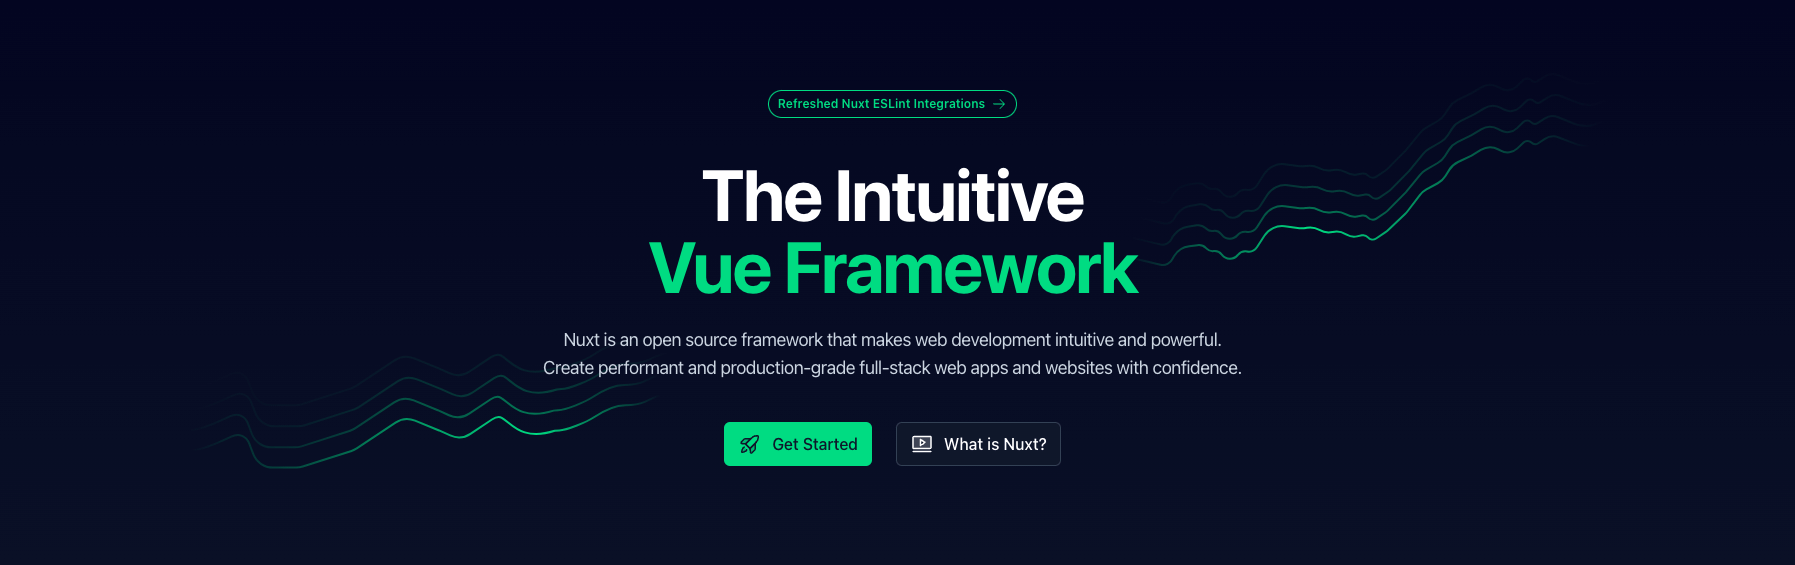 Refreshed Nuxt ESLint Integrations
The Intuitive
Vue Framework
Nuxt is an open source framework that makes web development intuitive and powerful.
Create performant and production-grade full-stack web apps and websites with confidence.
Get Started
What is Nuxt?